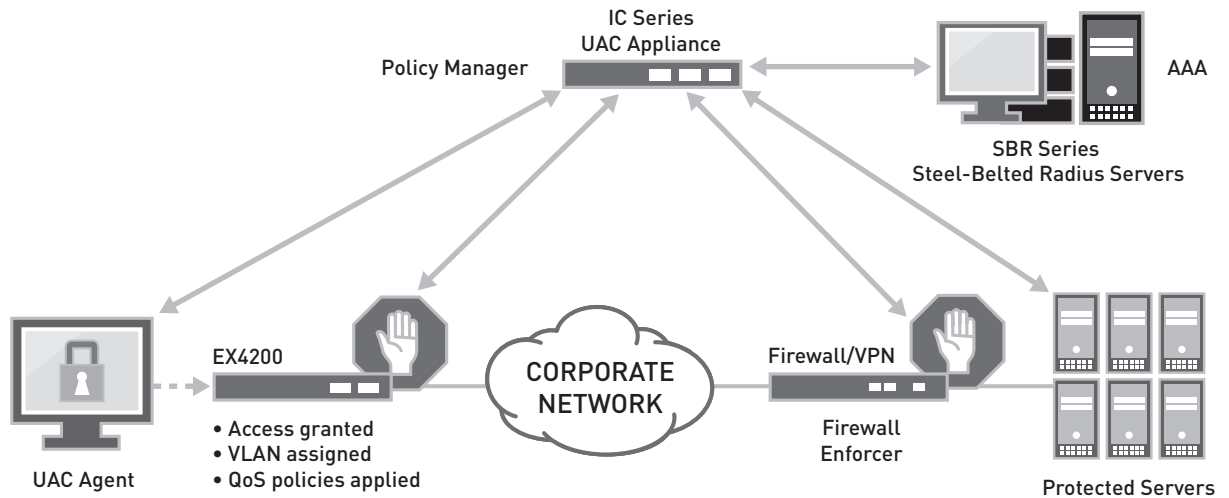 IC Series
UAC Appliance
Policy Manager
AAA
SBR Series
Steel-Belted Radius Servers
EX4200
• Access granted
• VLAN assigned
• QoS policies applied
UAC Agent
CORPORATE
NETWORK
Firewall/VPN
Firewall
Enforcer
Protected Servers